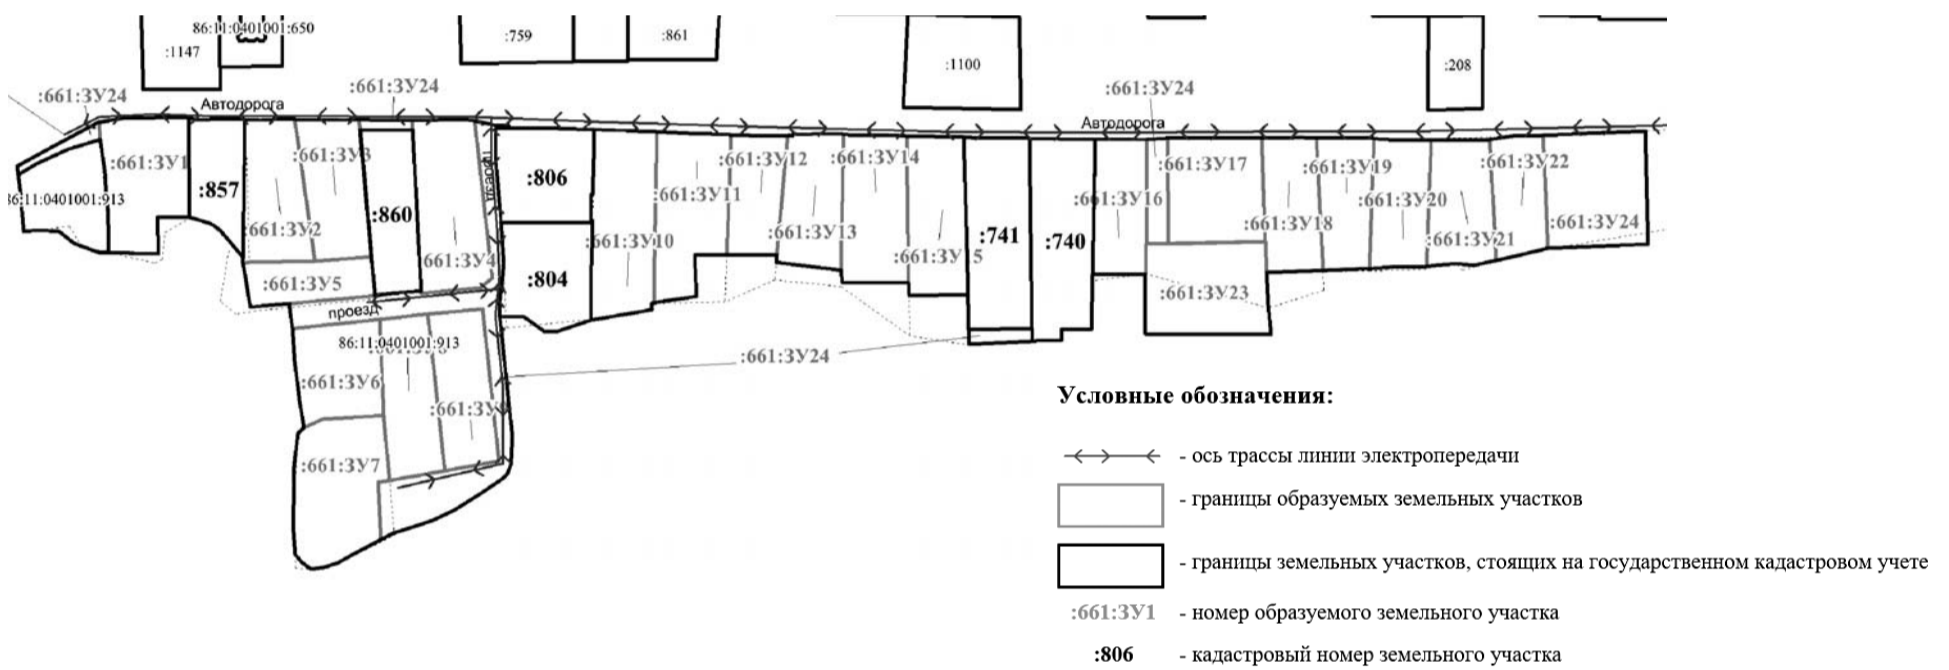 86:11:0401001:650
:1147
:759
:861
:1100
:208
:661:ЗУ24
:661:ЗУ24
:661:ЗУ24
Автодорога
Автодорога
:661:ЗУ1
:857
:661:ЗУ3
:661:ЗУ2
:860
:661:ЗУ4
:661:ЗУ5
проезд
проезд
86:11:0401001:913
:806
:804
:661:ЗУ10
:661:ЗУ11
:661:ЗУ12
:661:ЗУ13
:661:ЗУ14
:661:ЗУ15
:741
:740
:661:ЗУ16
:661:ЗУ17
:661:ЗУ18
:661:ЗУ19
:661:ЗУ20
:661:ЗУ21
:661:ЗУ22
:661:ЗУ24
:661:ЗУ23
86:11:0401001:913
:661:ЗУ6
:661:ЗУ7
:661:ЗУ24
Условные обозначения:
- ось трассы линии электропередачи
- границы образуемых земельных участков
- границы земельных участков, стоящих на государственном кадастровом учете
:661:ЗУ1 - номер образуемого земельного участка
:806 - кадастровый номер земельного участка